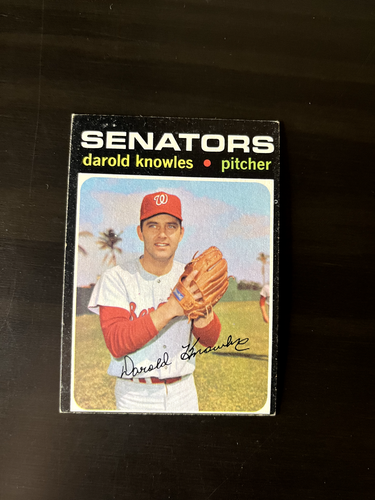 SENATORS
darold knowles • pitcher
W
Darold Knowles